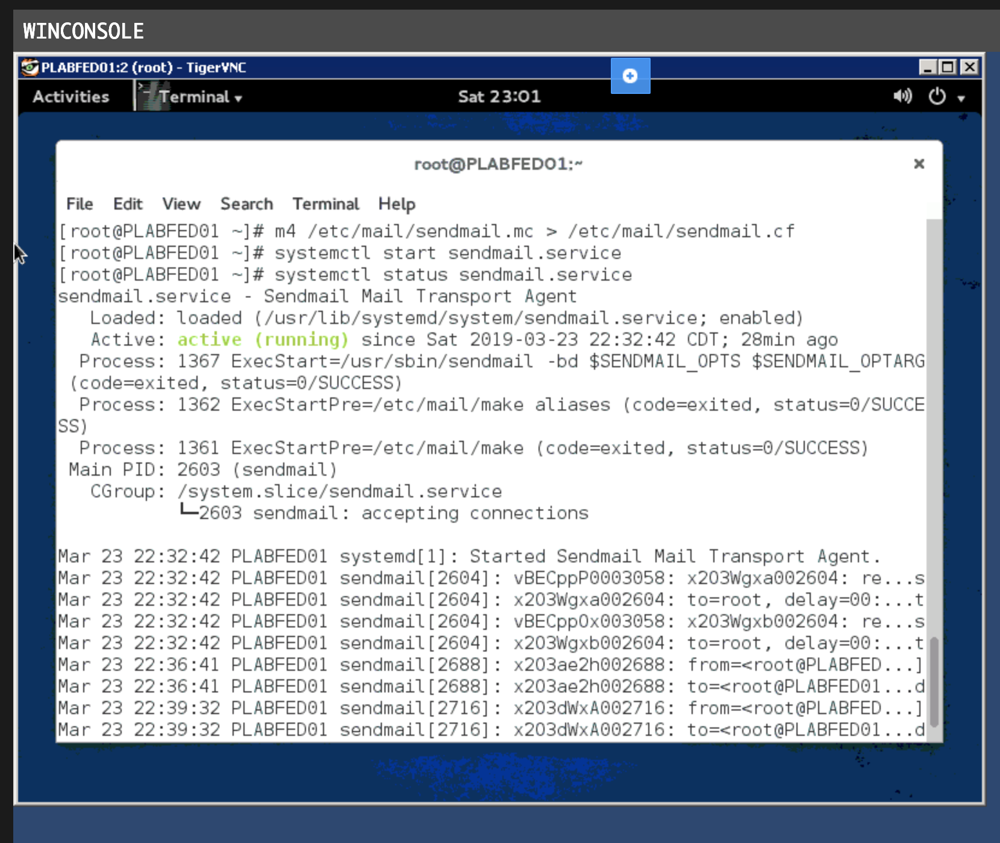 WINCONSOLE
PLABFED01:2 (root) - TigerVNC
Activities Terminal Sat 23:01
root@PLABFED01:~
File Edit View Search Terminal Help
[root@PLABFED01 ~]# m4 /etc/mail/sendmail.mc > /etc/mail/sendmail.cf
[root@PLABFED01 ~]# systemctl start sendmail.service
[root@PLABFED01 ~]# systemctl status sendmail.service
sendmail.service - Sendmail Mail Transport Agent
   Loaded: loaded (/usr/lib/systemd/system/sendmail.service; enabled)
   Active: active (running) since Sat 2019-03-23 22:32:42 CDT; 28min ago
  Process: 1367 ExecStart=/usr/sbin/sendmail -bd $SENDMAIL_OPTS $SENDMAIL_OPTARG
 (code=exited, status=0/SUCCESS)
  Process: 1362 ExecStartPre=/etc/mail/make aliases (code=exited, status=0/SUCCE
SS)
  Process: 1361 ExecStartPre=/etc/mail/make (code=exited, status=0/SUCCESS)
 Main PID: 2603 (sendmail)
   CGroup: /system.slice/sendmail.service
           └─2603 sendmail: accepting connections
Mar 23 22:32:42 PLABFED01 systemd[1]: Started Sendmail Mail Transport Agent.
Mar 23 22:32:42 PLABFED01 sendmail[2604]: vBECppP0003058: x2O3Wgxa002604: re...s
Mar 23 22:32:42 PLABFED01 sendmail[2604]: x2O3Wgxa002604: to=root, delay=00:...t
Mar 23 22:32:42 PLABFED01 sendmail[2604]: vBECppOx003058: x2O3Wgxb002604: re...s
Mar 23 22:32:42 PLABFED01 sendmail[2604]: x2O3Wgxb002604: to=root, delay=00:...t
Mar 23 22:36:41 PLABFED01 sendmail[2688]: x2O3ae2h002688: from=<root@PLABFED...]
Mar 23 22:36:41 PLABFED01 sendmail[2688]: x2O3ae2h002688: to=<root@PLABFED01...d
Mar 23 22:39:32 PLABFED01 sendmail[2716]: x2O3dWxA002716: from=<root@PLABFED...]
Mar 23 22:39:32 PLABFED01 sendmail[2716]: x2O3dWxA002716: to=<root@PLABFED01...d